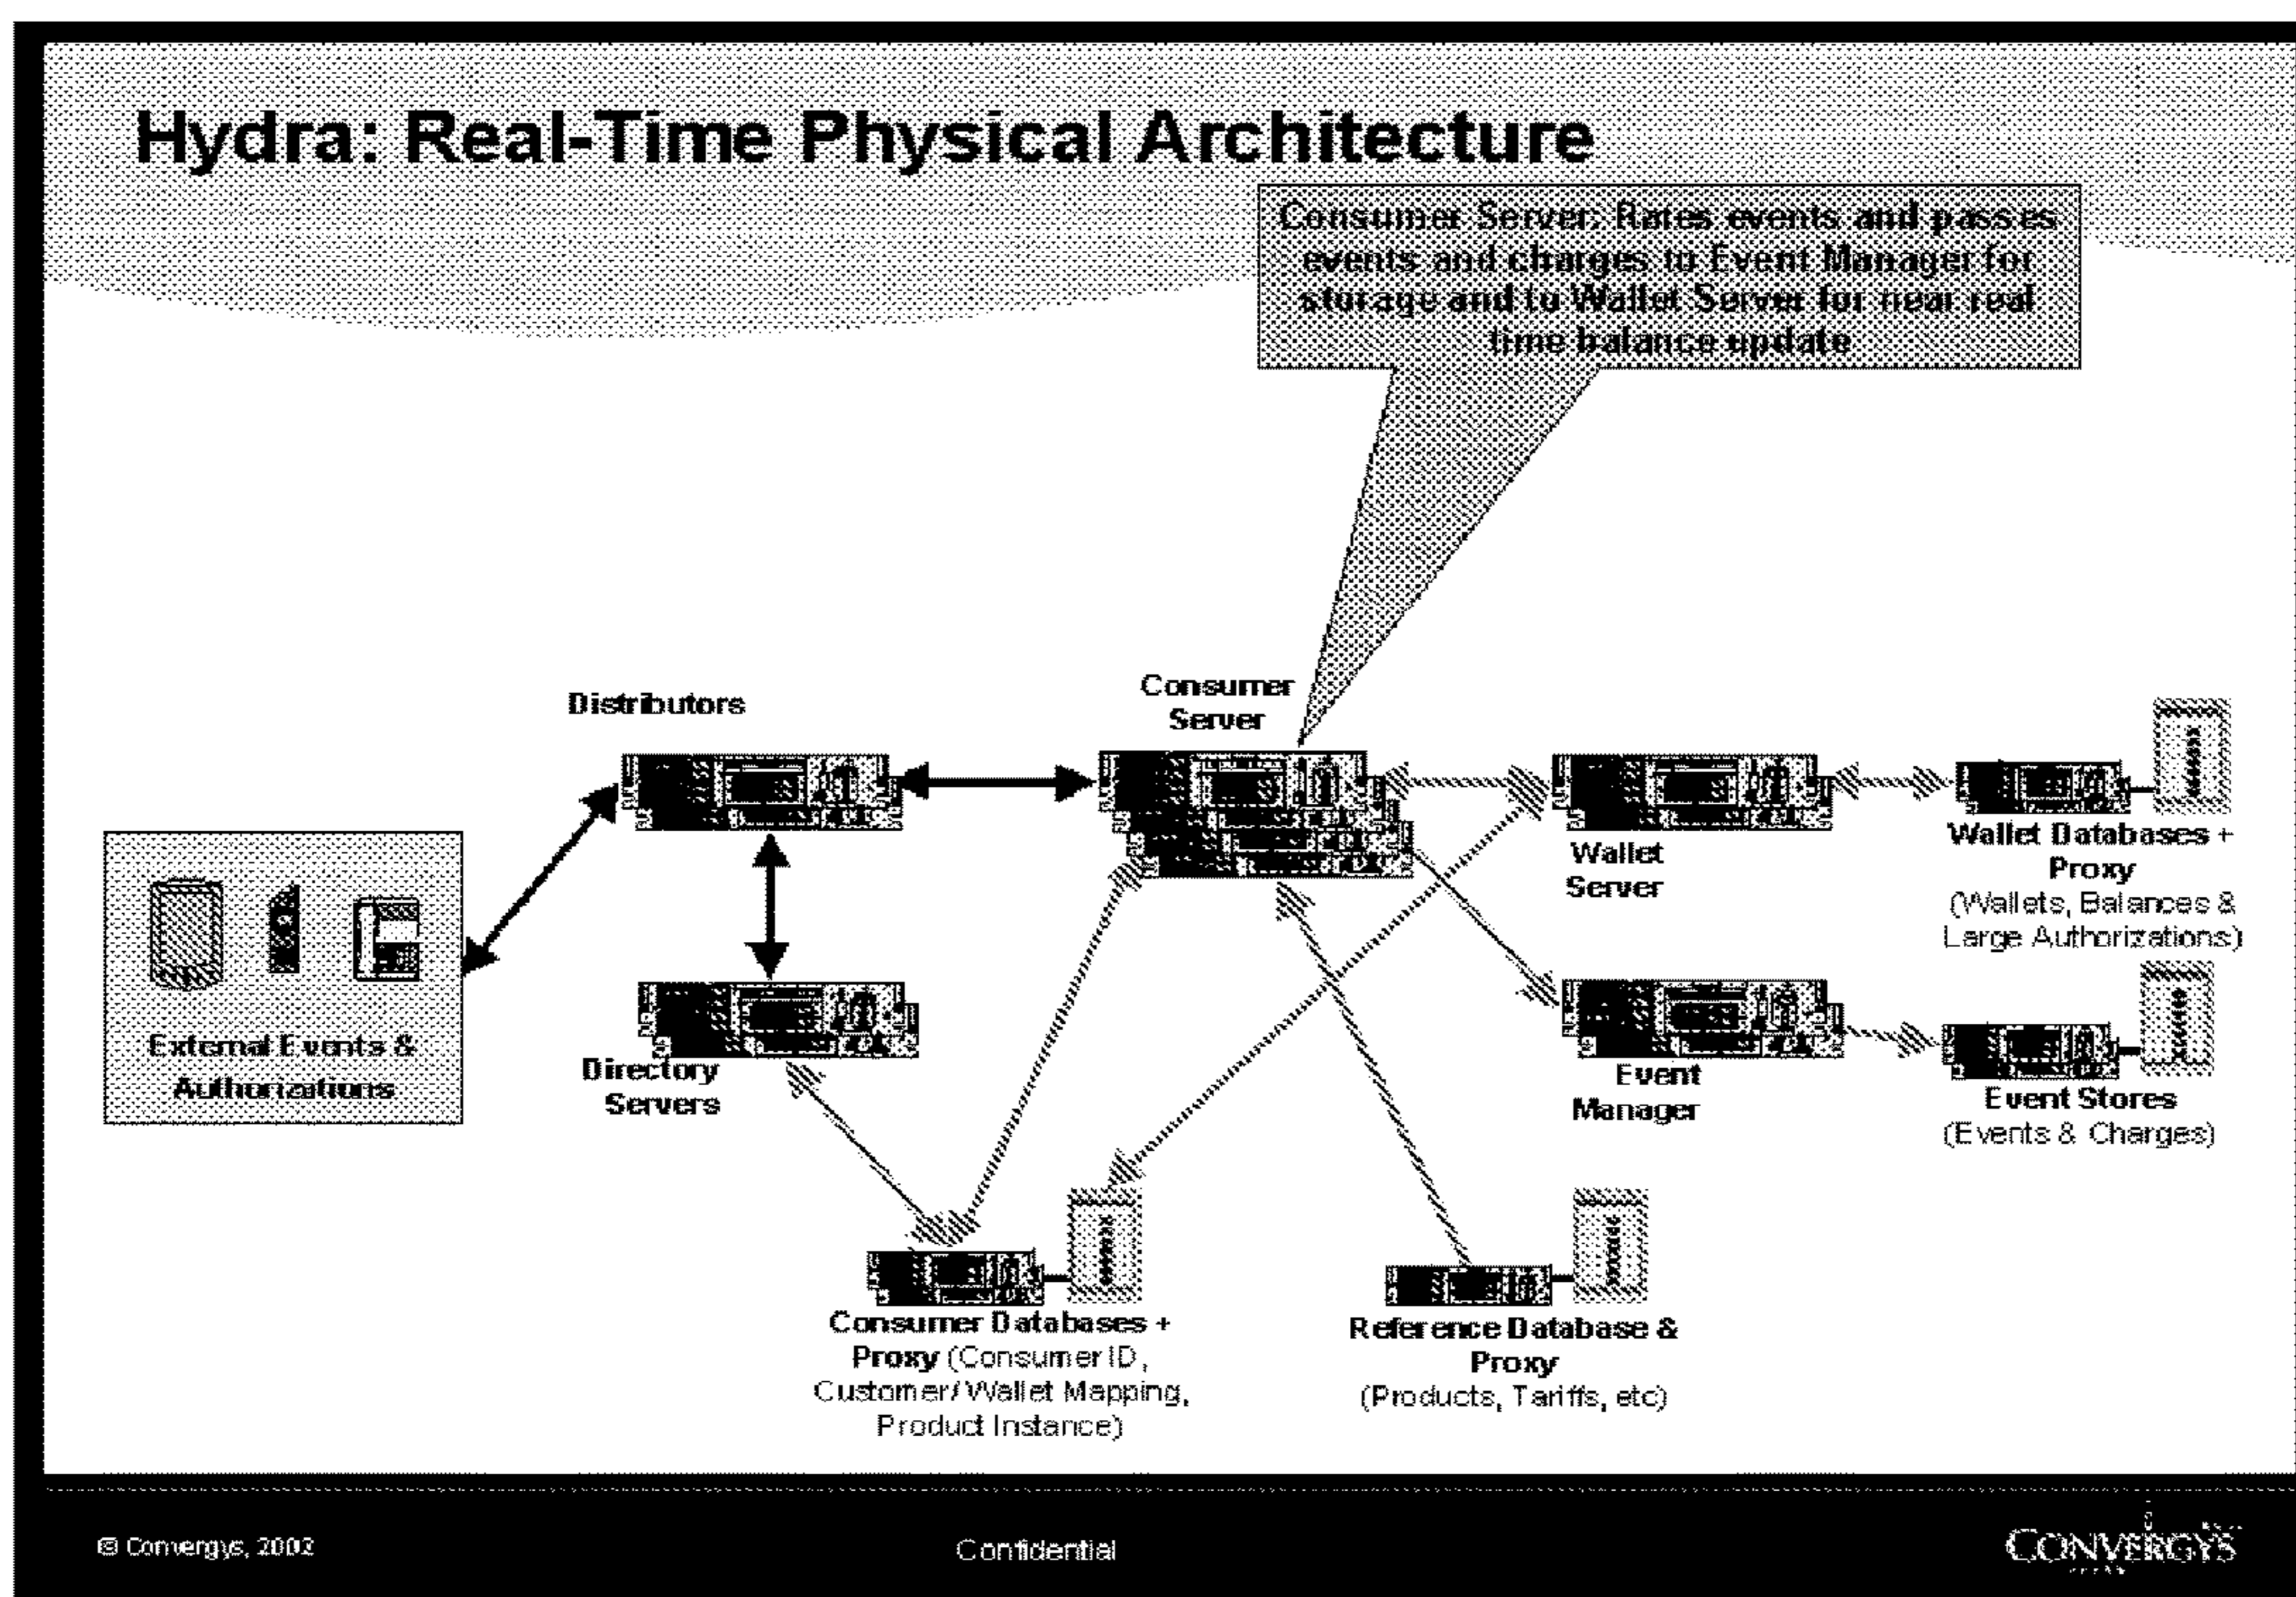 Hydra: Real-Time Physical Architecture
Consumer Server: Rates events and passes
events and charges to Event Manager for
storage and to Wallet Server for near real
time balance update
Distributors
Consumer
Server
Wallet
Server
Wallet Databases +
Proxy
(Wallets, Balances &
Large Authorizations)
External Events &
Authorizations
Directory
Servers
Event
Manager
Event Stores
(Events & Charges)
Consumer Databases +
Proxy (Consumer ID,
Customer/Wallet Mapping,
Product Instance)
Reference Database &
Proxy
(Products, Tariffs, etc)
© Convergys, 2002
Confidential
CONVERGYS